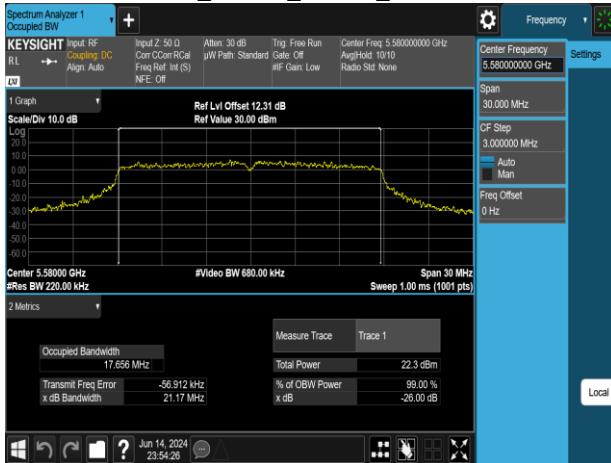 Spectrum Analyzer 1
Occupied BW
Frequency
KEYSIGHT
Input: RF
Coupling: DC
Align: Auto
Input Z: 50 Ω
Corr CCorr RCal
Freq Ref: Int (S)
NFE: Off
Atten: 30 dB
µW Path: Standard
Trig: Free Run
Gate: Off
#IF Gain: Low
Center Freq: 5.580000000 GHz
Avg|Hold: 10/10
Radio Std: None
RL
LXI
Center Frequency
5.580000000 GHz
Settings
Span
30.000 MHz
CF Step
3.000000 MHz
Auto
Man
Freq Offset
0 Hz
1 Graph
Scale/Div 10.0 dB
Ref Lvl Offset 12.31 dB
Ref Value 30.00 dBm
Log
20.0
10.0
0.00
-10.0
-20.0
-30.0
-40.0
-50.0
-60.0
Center 5.58000 GHz
#Res BW 220.00 kHz
#Video BW 680.00 kHz
Span 30 MHz
Sweep 1.00 ms (1001 pts)
2 Metrics
Measure Trace Trace 1
Occupied Bandwidth
17.656 MHz
Total Power 22.3 dBm
Transmit Freq Error -56.912 kHz
% of OBW Power 99.00 %
x dB Bandwidth 21.17 MHz
x dB -26.00 dB
Local
?
Jun 14, 2024
23:54:26